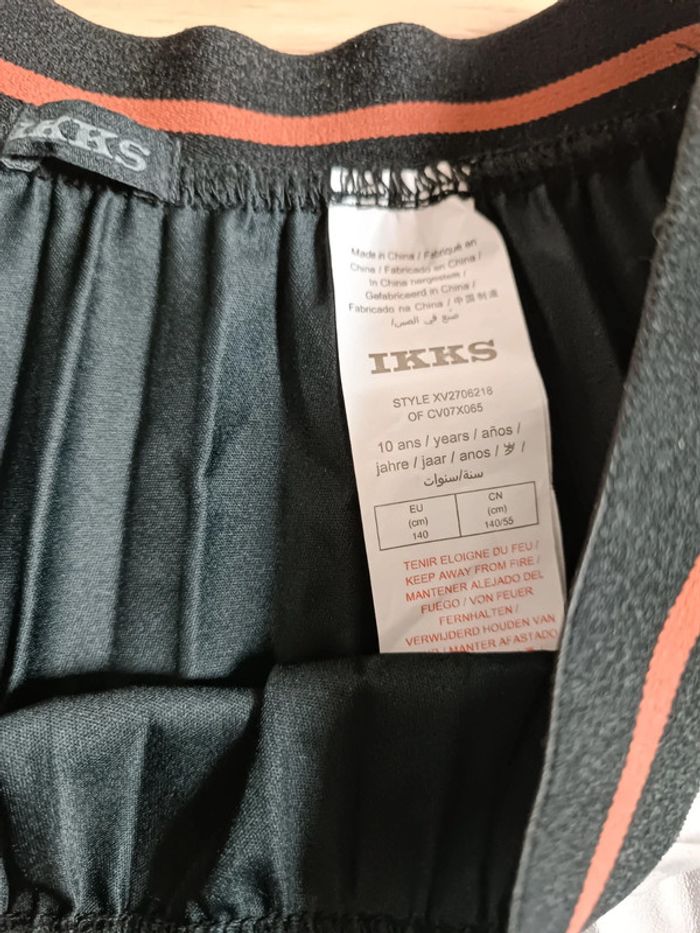 IKKS
Made in China / Fabriqué en
China / Fabricado en China /
In China hergestellt /
Gefabriceerd in China /
Fabricado na China / 中国制造
صنع في الصين/
IKKS
STYLE XV2706218
OF CV07X065
10 ans / years / años /
jahre / jaar / anos / 岁 /
سنة/سنوات
EU (cm) 140
CN (cm) 140/55
TENIR ELOIGNE DU FEU /
KEEP AWAY FROM FIRE /
MANTENER ALEJADO DEL
FUEGO / VON FEUER
FERNHALTEN /
VERWIJDERD HOUDEN VAN
/ MANTER AFASTADO